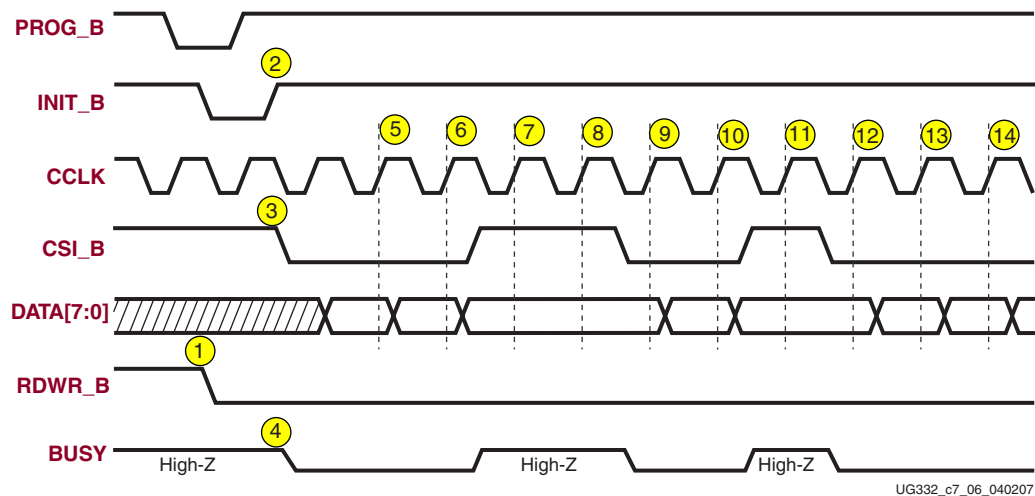 PROG_B
2
INIT_B
5 6 7 8 9 10 11 12 13 14
CCLK
3
CSI_B
DATA[7:0]
1
RDWR_B
4
BUSY
High-Z High-Z High-Z
UG332_c7_06_040207